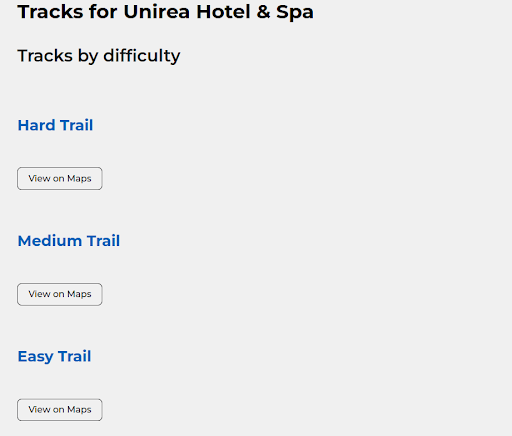 Tracks for Unirea Hotel & Spa
Tracks by difficulty
Hard Trail
View on Maps
Medium Trail
View on Maps
Easy Trail
View on Maps